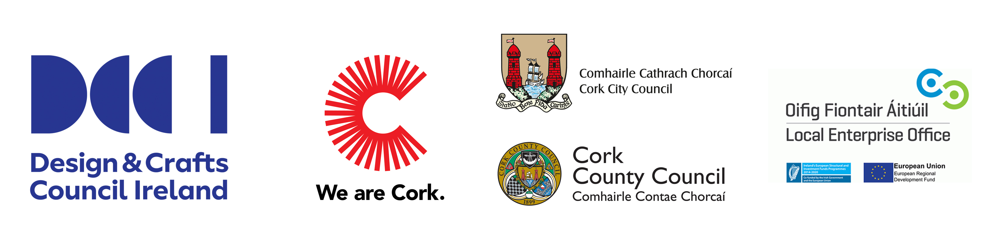 DCCI
Design & Crafts
Council Ireland
We are Cork.
Statio Bene Fida Carinis
Comhairle Cathrach Chorcaí
Cork City Council
CORK COUNTY COUNCIL
1899
Cork
County Council
Comhairle Contae Chorcaí
Oifig Fiontair Áitiúil
Local Enterprise Office
Ireland's European Structural and
Investment Funds Programmes
2014-2020
Co-funded by the Irish Government
and the European Union
European Union
European Regional
Development Fund